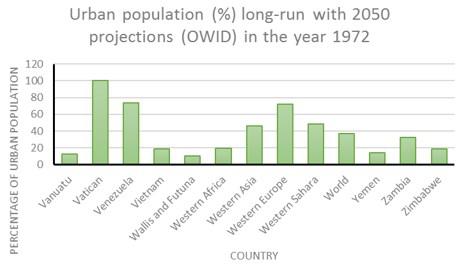 Urban population (%) long-run with 2050
projections (OWID) in the year 1972
PERCENTAGE OF URBAN POPULATION
120
100
80
60
40
20
0
Vanuatu
Vatican
Venezuela
Vietnam
Wallis and Futuna
Western Africa
Western Asia
Western Europe
Western Sahara
World
Yemen
Zambia
Zimbabwe
COUNTRY